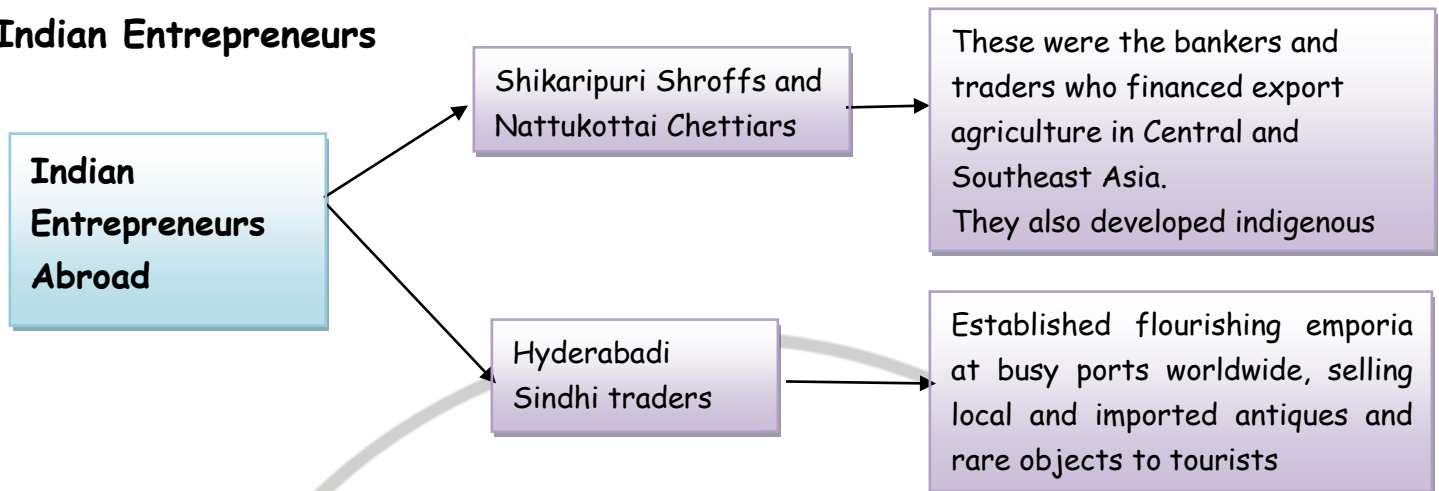 Indian Entrepreneurs
Indian
Entrepreneurs
Abroad
Shikaripuri Shroffs and
Nattukottai Chettiars
These were the bankers and
traders who financed export
agriculture in Central and
Southeast Asia.
They also developed indigenous
Hyderabadi
Sindhi traders
Established flourishing emporia
at busy ports worldwide, selling
local and imported antiques and
rare objects to tourists